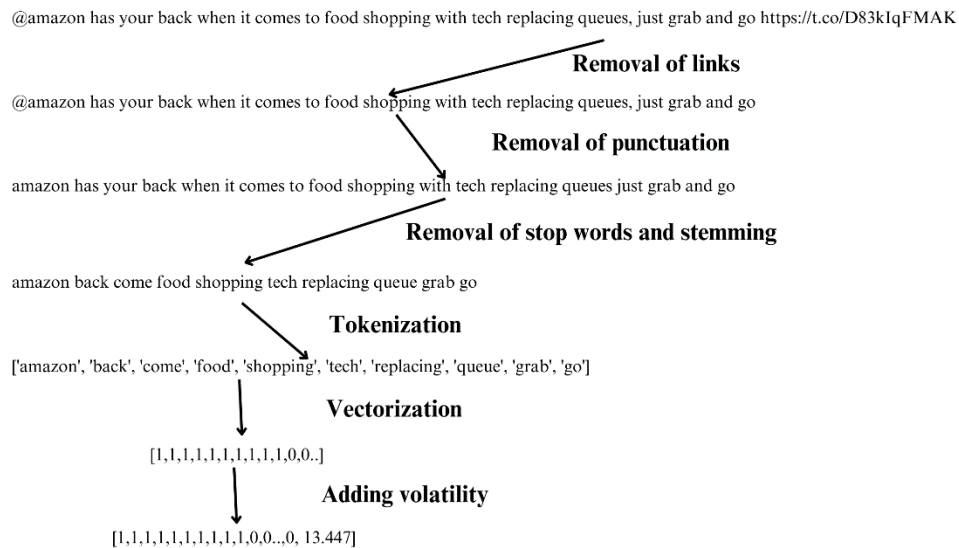 @amazon has your back when it comes to food shopping with tech replacing queues, just grab and go https://t.co/D83kIqFMAK
Removal of links
@amazon has your back when it comes to food shopping with tech replacing queues, just grab and go
Removal of punctuation
amazon has your back when it comes to food shopping with tech replacing queues just grab and go
Removal of stop words and stemming
amazon back come food shopping tech replacing queue grab go
Tokenization
['amazon', 'back', 'come', 'food', 'shopping', 'tech', 'replacing', 'queue', 'grab', 'go']
Vectorization
[1,1,1,1,1,1,1,1,1,1,0,0..]
Adding volatility
[1,1,1,1,1,1,1,1,1,1,0,0..,0, 13.447]